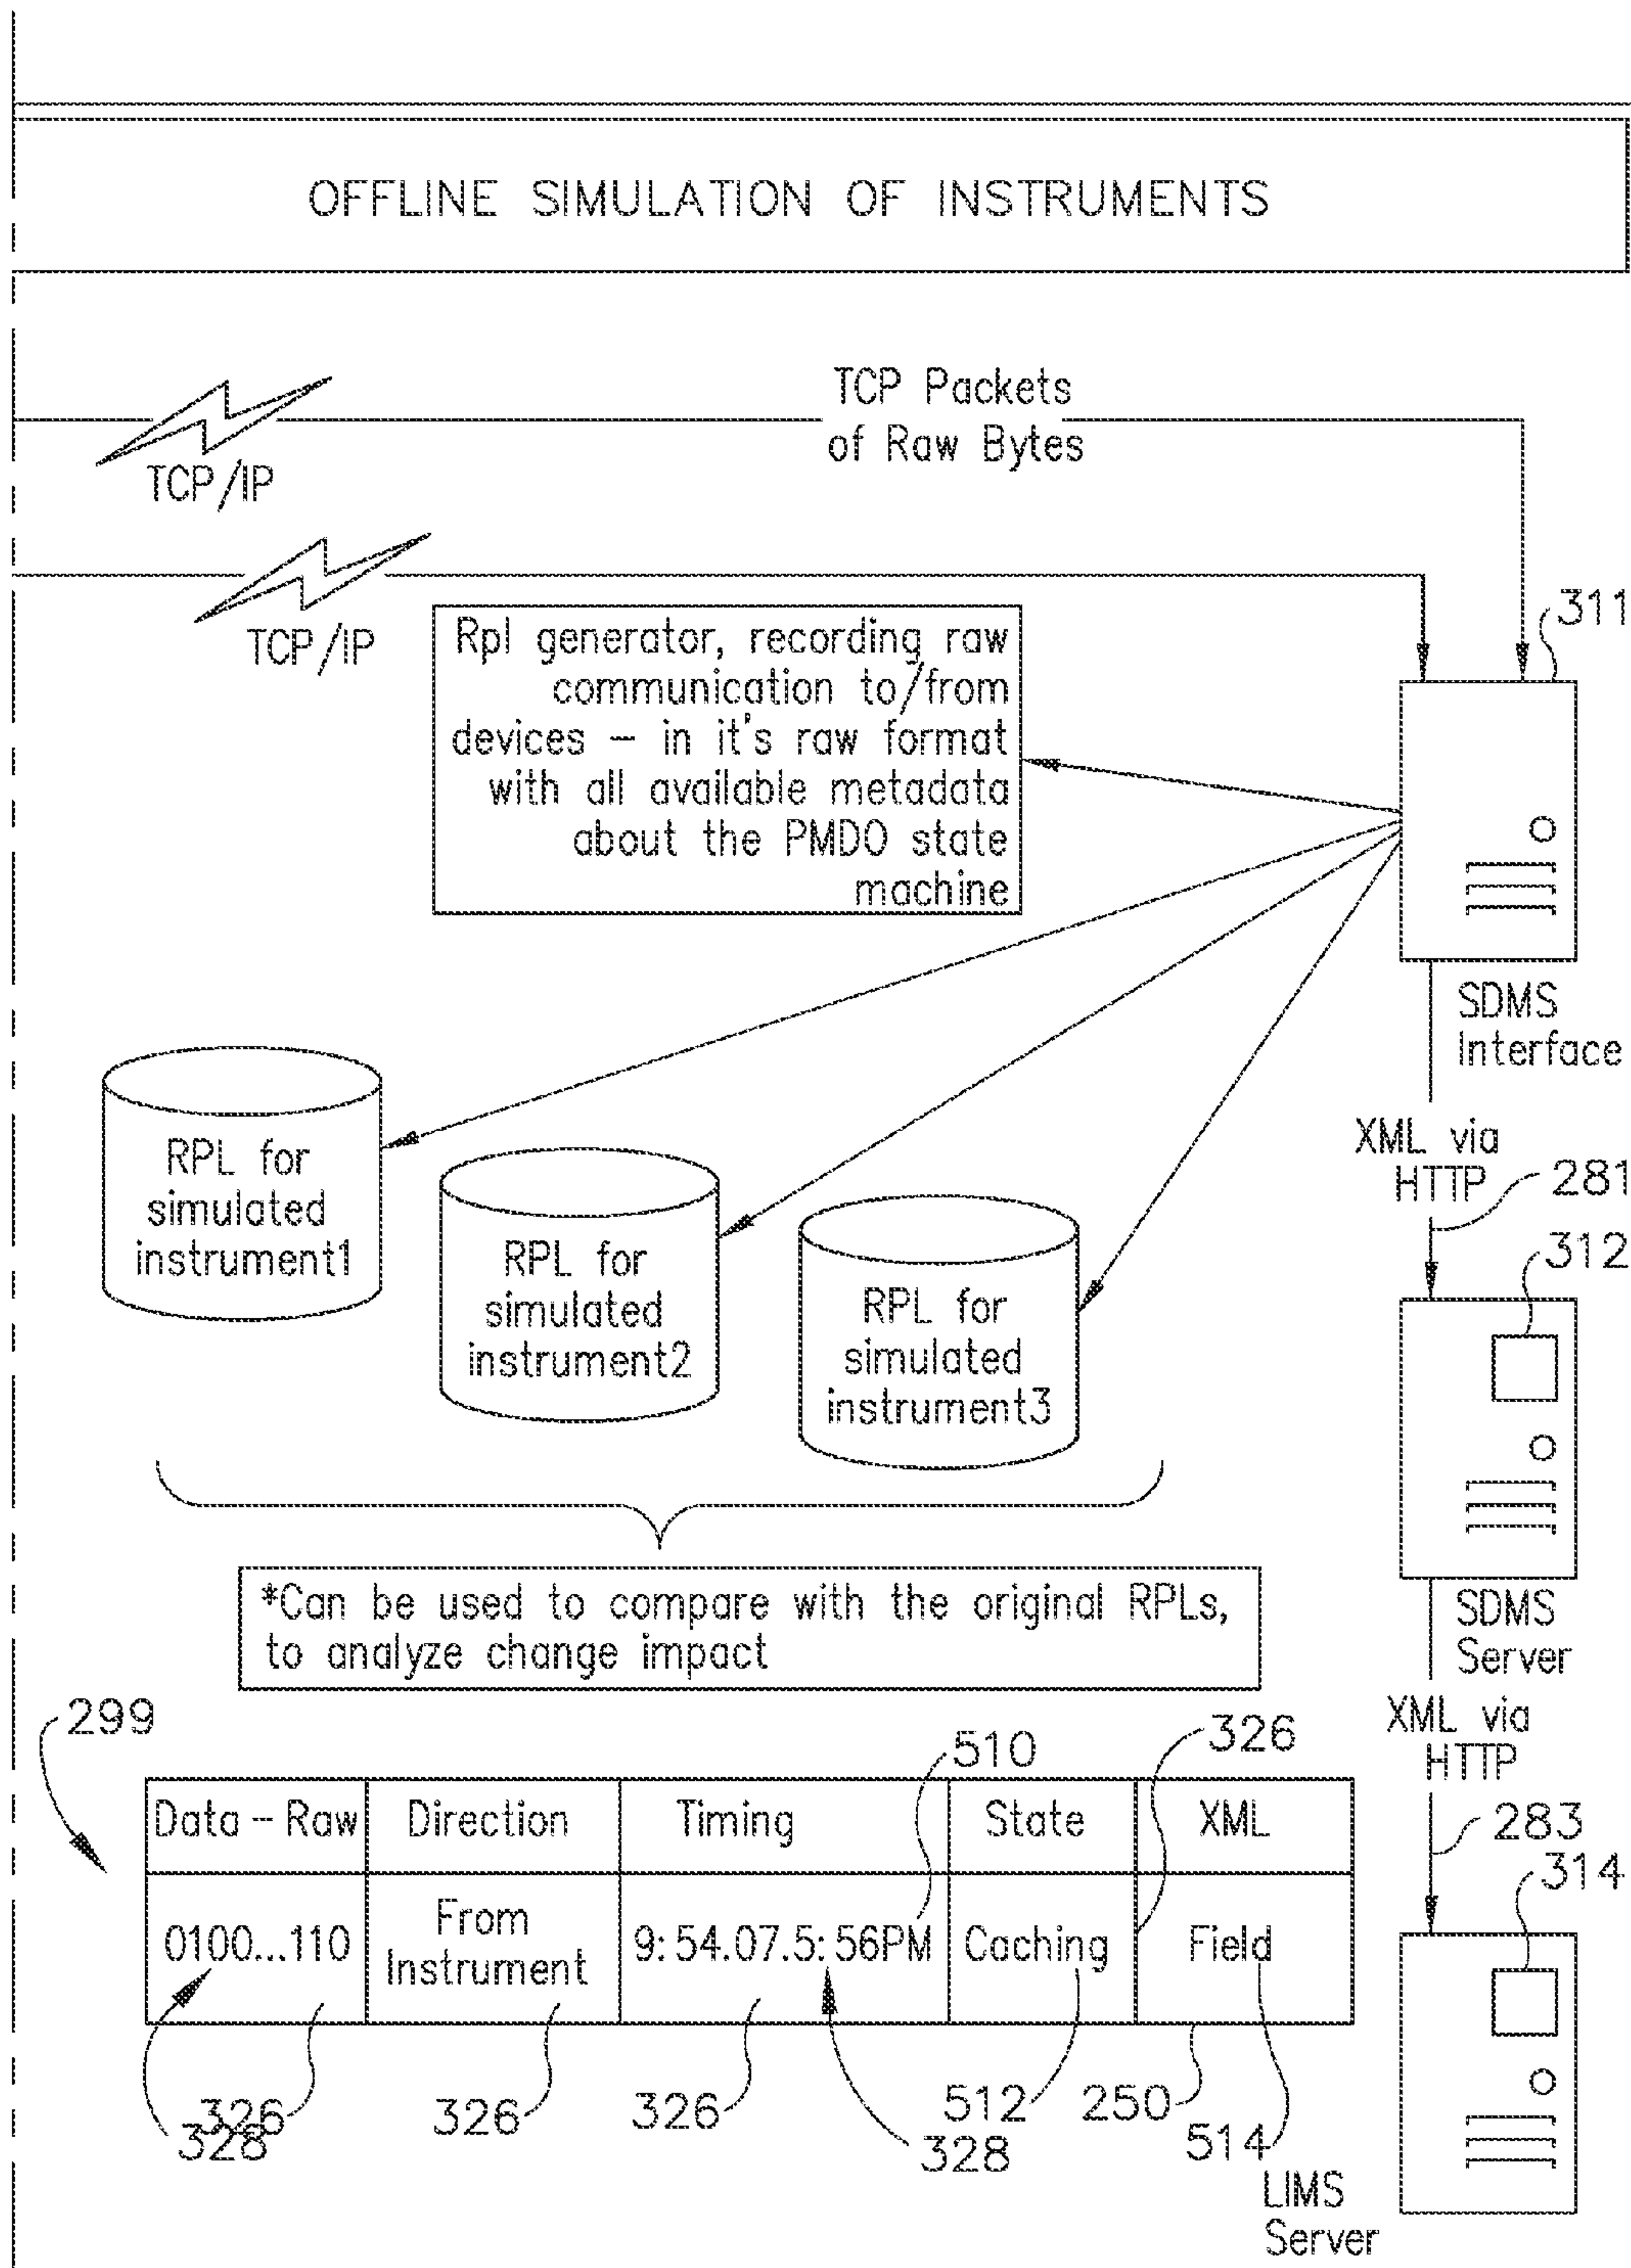 OFFLINE SIMULATION OF INSTRUMENTS
TCP Packets
of Raw Bytes
TCP/IP
TCP/IP
Rpl generator, recording raw
communication to/from
devices – in it's raw format
with all available metadata
about the PMDO state
machine
311
SDMS
Interface
XML via
HTTP
281
312
RPL for
simulated
instrument1
RPL for
simulated
instrument2
RPL for
simulated
instrument3
*Can be used to compare with the original RPLs,
to analyze change impact
SDMS
Server
XML via
HTTP
283
314
299
510
326
Data – Raw Direction Timing State XML
0100...110 From
Instrument 9:54.07.5:56PM Caching Field
326
328
326
326
328
512
250
514
LIMS
Server